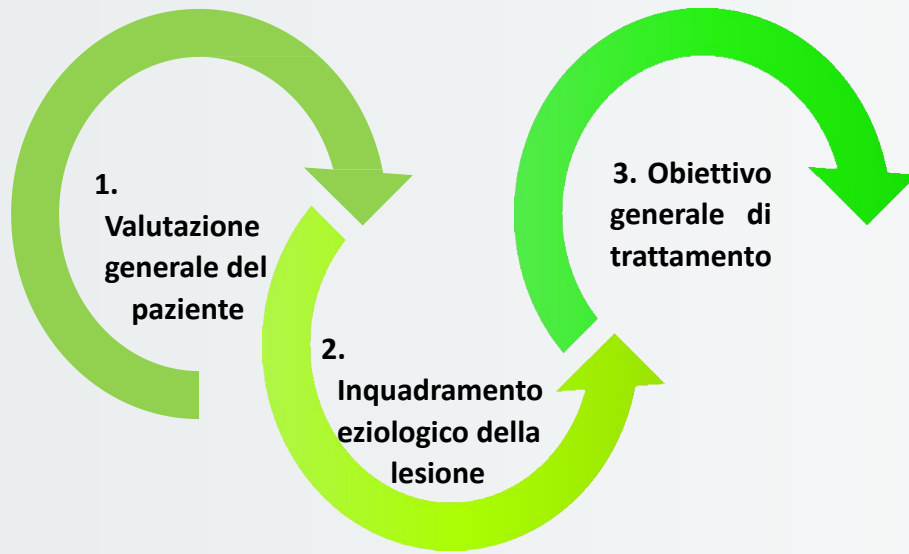 1.
Valutazione
generale del
paziente
2.
Inquadramento
eziologico della
lesione
3. Obiettivo
generale di
trattamento